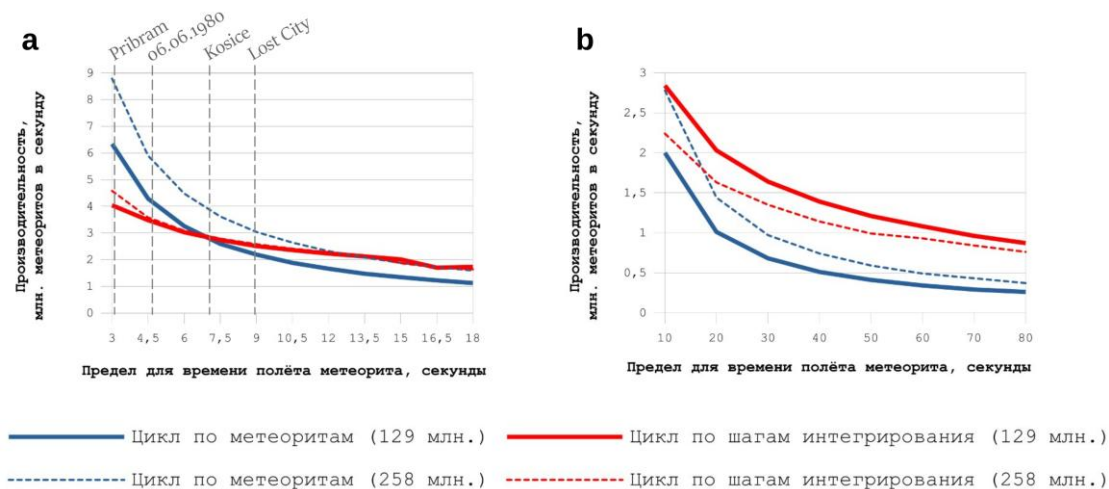 a
Pribram
06.06.1980
Kosice
Lost City
Производительность,
млн. метеоритов в секунду
9
8
7
6
5
4
3
2
1
0
3 4,5 6 7,5 9 10,5 12 13,5 15 16,5 18
Предел для времени полёта метеорита, секунды
b
Производительность,
млн. метеоритов в секунду
3
2,5
2
1,5
1
0,5
0
10 20 30 40 50 60 70 80
Предел для времени полёта метеорита, секунды
Цикл по метеоритам (129 млн.)
Цикл по шагам интегрирования (129 млн.)
Цикл по метеоритам (258 млн.)
Цикл по шагам интегрирования (258 млн.)